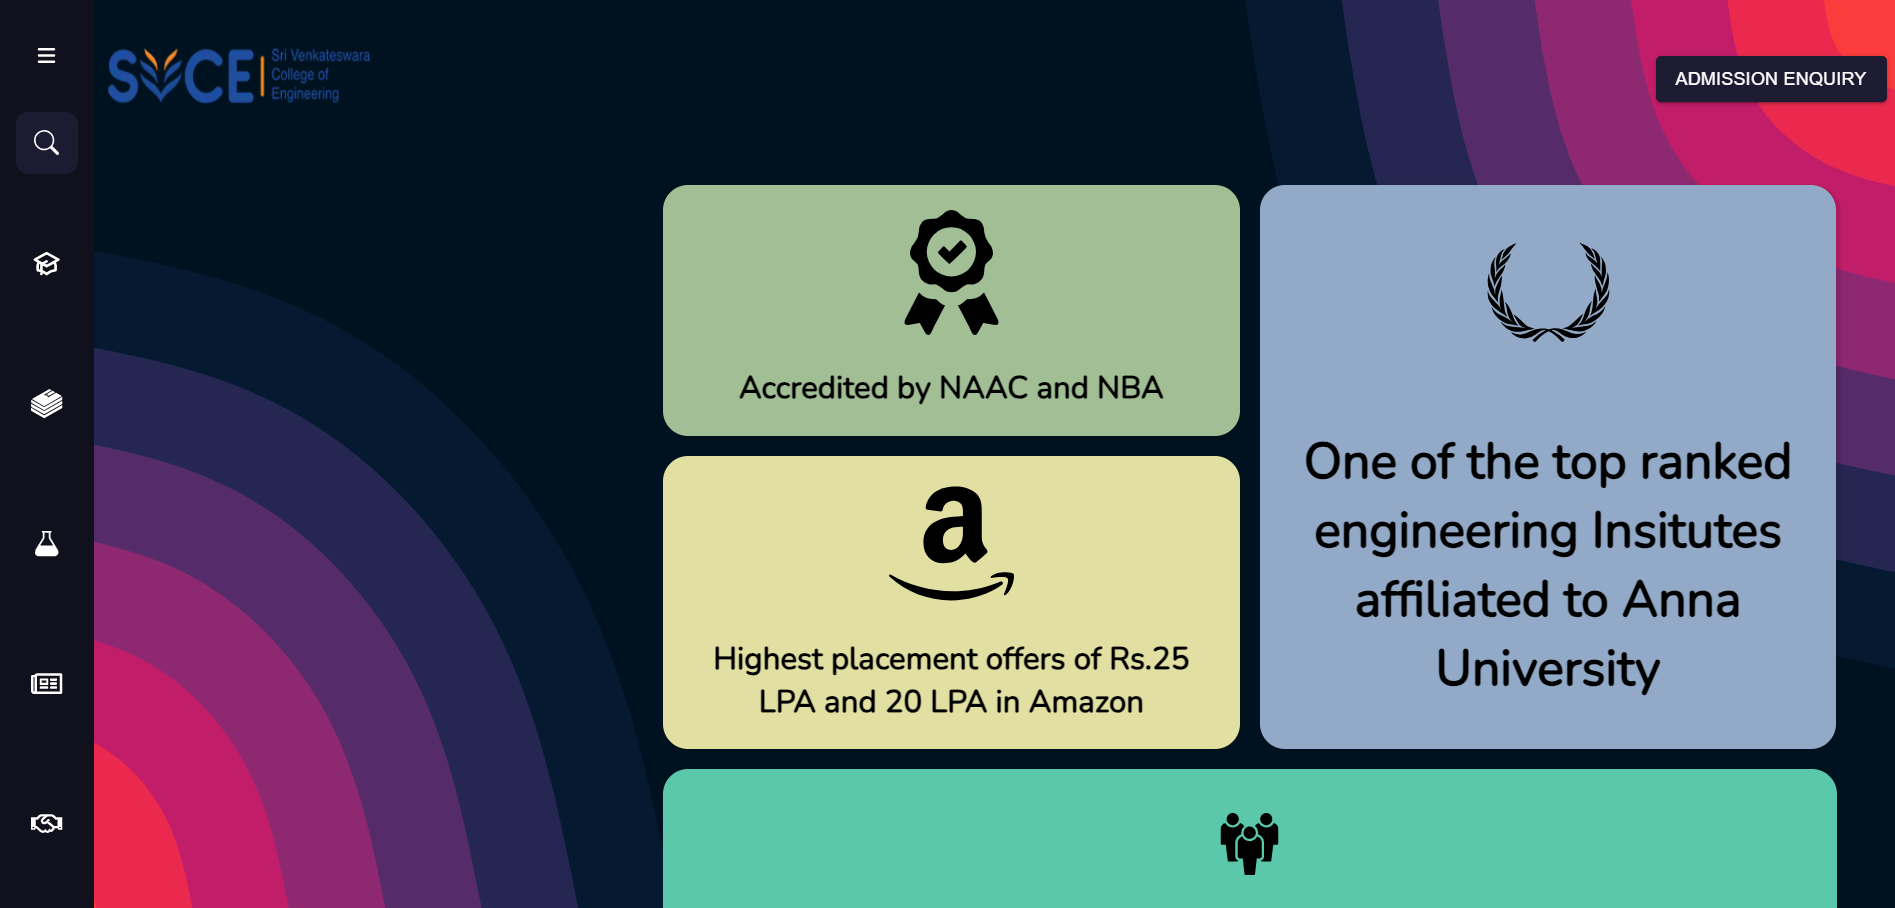 SVCE
Sri Venkateswara
College of
Engineering
ADMISSION ENQUIRY
Accredited by NAAC and NBA
One of the top ranked
engineering Insitutes
affiliated to Anna
University
Highest placement offers of Rs.25
LPA and 20 LPA in Amazon